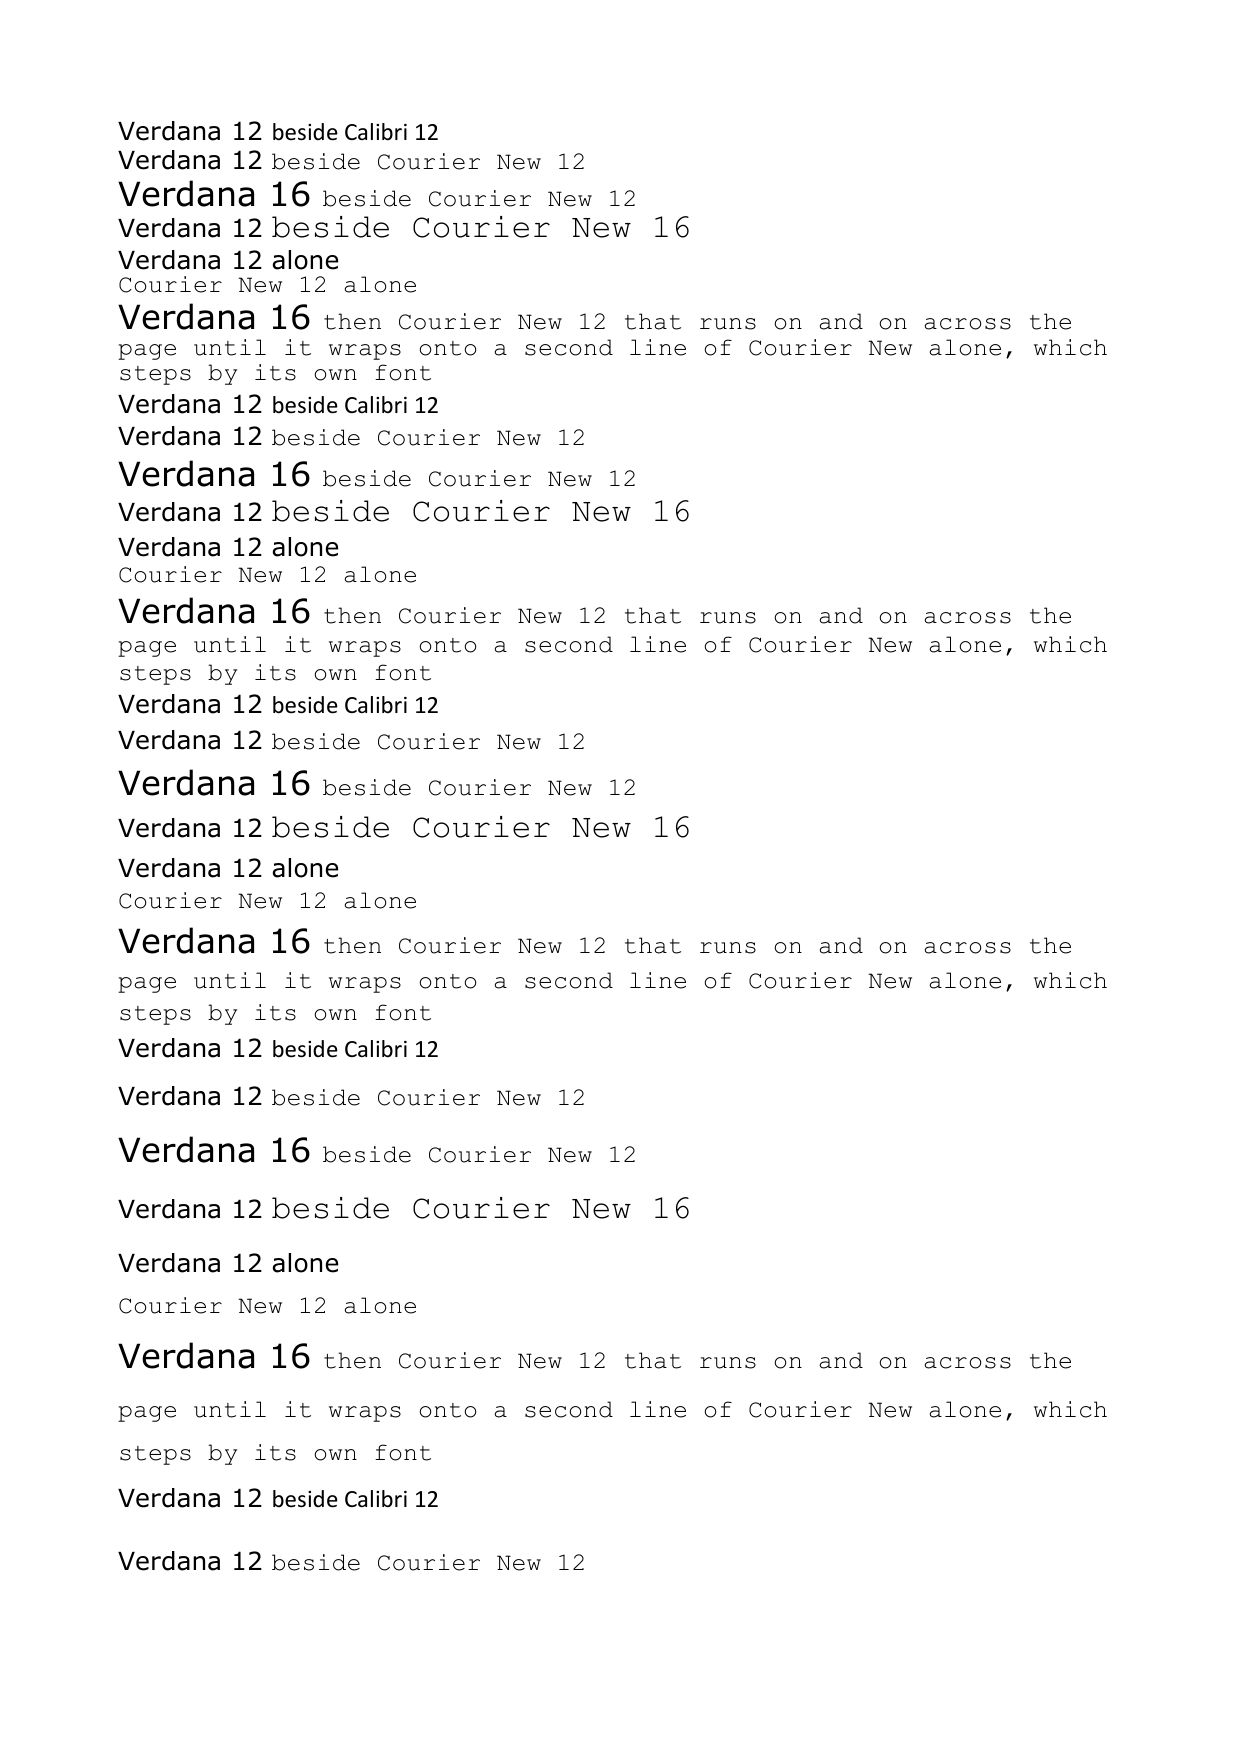 Verdana 12 beside Calibri 12
Verdana 12 beside Courier New 12
Verdana 16 beside Courier New 12
Verdana 12 beside Courier New 16
Verdana 12 alone
Courier New 12 alone
Verdana 16 then Courier New 12 that runs on and on across the
page until it wraps onto a second line of Courier New alone, which
steps by its own font
Verdana 12 beside Calibri 12
Verdana 12 beside Courier New 12
Verdana 16 beside Courier New 12
Verdana 12 beside Courier New 16
Verdana 12 alone
Courier New 12 alone
Verdana 16 then Courier New 12 that runs on and on across the
page until it wraps onto a second line of Courier New alone, which
steps by its own font
Verdana 12 beside Calibri 12
Verdana 12 beside Courier New 12
Verdana 16 beside Courier New 12
Verdana 12 beside Courier New 16
Verdana 12 alone
Courier New 12 alone
Verdana 16 then Courier New 12 that runs on and on across the
page until it wraps onto a second line of Courier New alone, which
steps by its own font
Verdana 12 beside Calibri 12
Verdana 12 beside Courier New 12
Verdana 16 beside Courier New 12
Verdana 12 beside Courier New 16
Verdana 12 alone
Courier New 12 alone
Verdana 16 then Courier New 12 that runs on and on across the
page until it wraps onto a second line of Courier New alone, which
steps by its own font
Verdana 12 beside Calibri 12
Verdana 12 beside Courier New 12